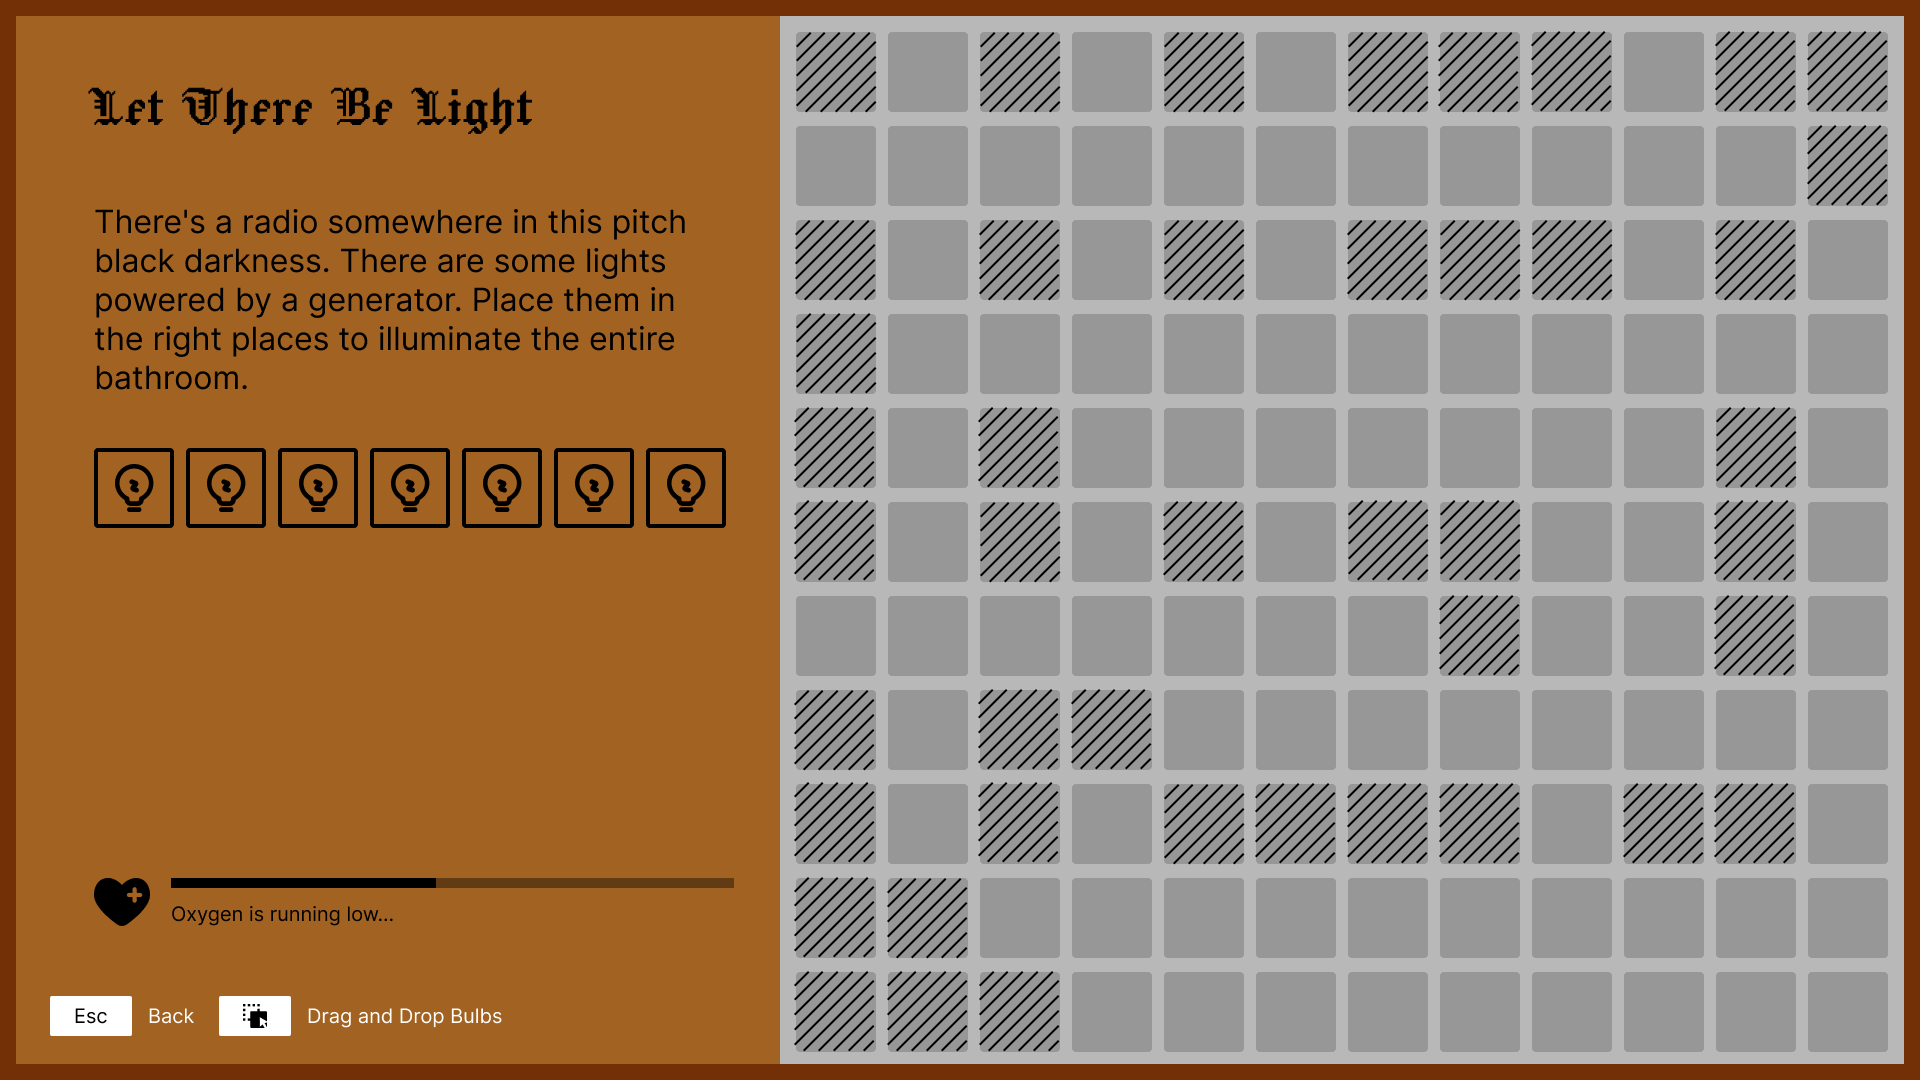 Let There Be Light
There's a radio somewhere in this pitch
black darkness. There are some lights
powered by a generator. Place them in
the right places to illuminate the entire
bathroom.
Oxygen is running low...
Esc Back Drag and Drop Bulbs